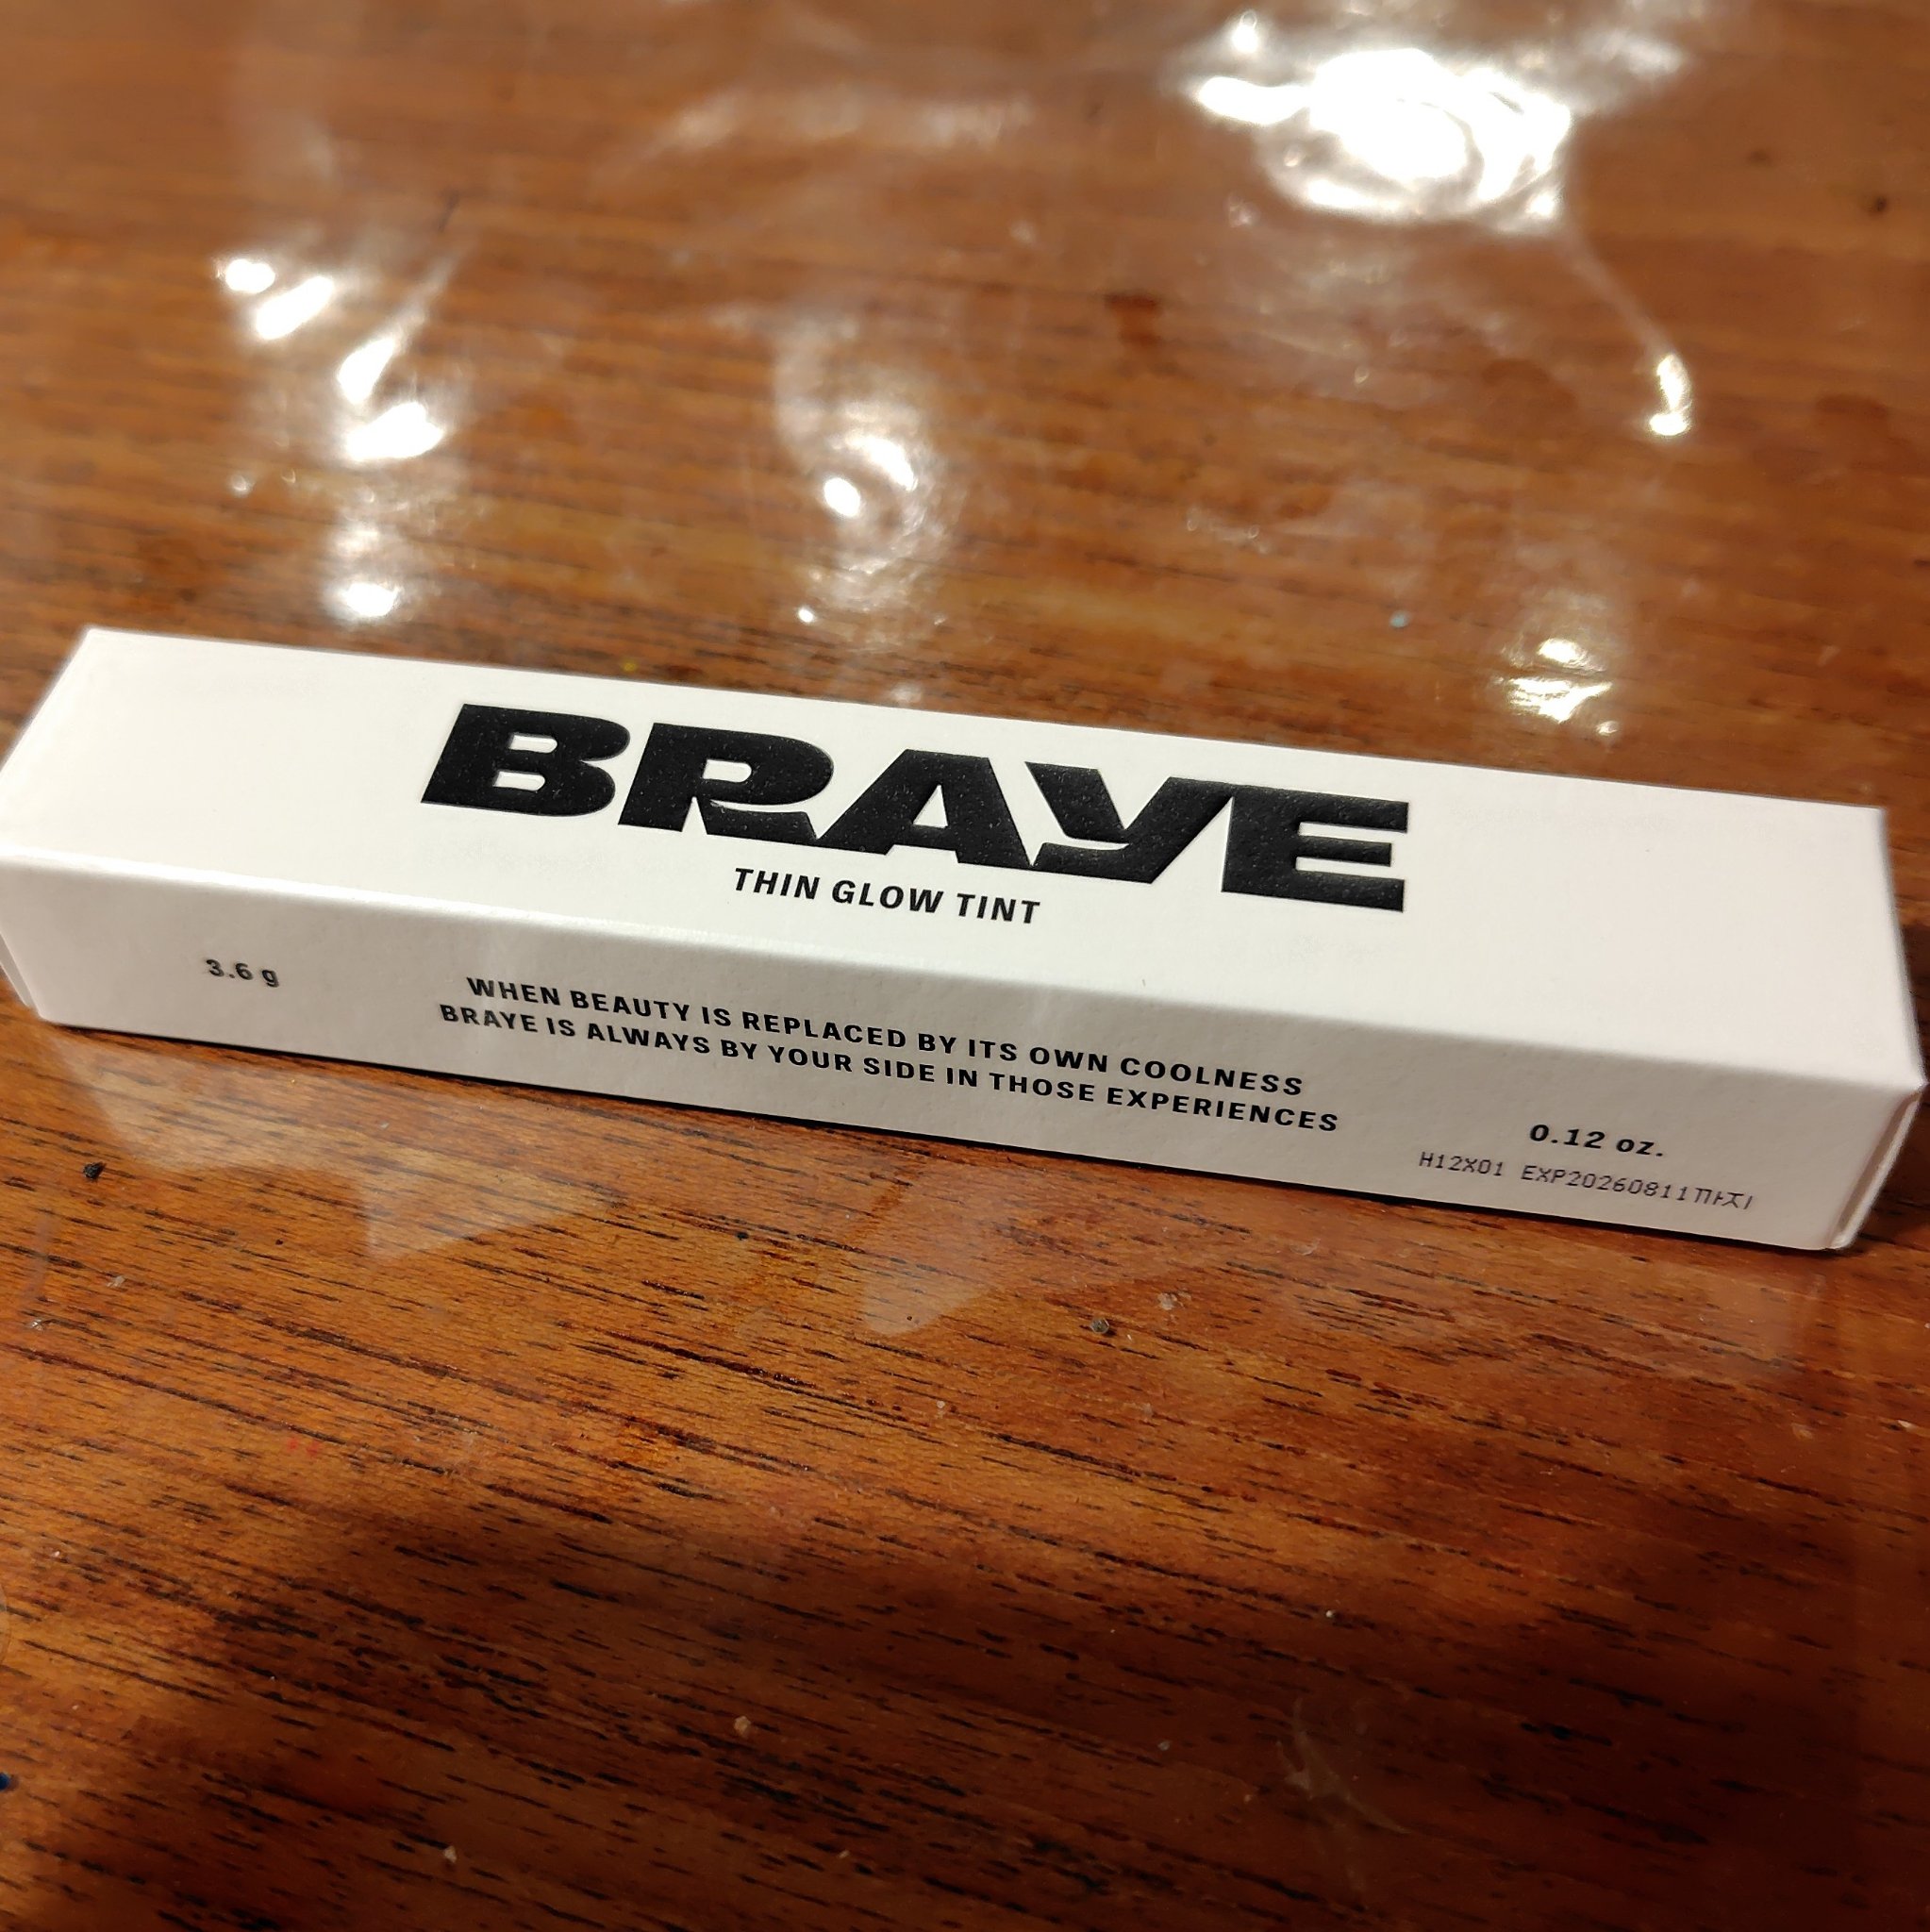 BRAYE
THIN GLOW TINT
3.6 g
WHEN BEAUTY IS REPLACED BY ITS OWN COOLNESS
BRAYE IS ALWAYS BY YOUR SIDE IN THOSE EXPERIENCES
0.12 oz.
H12X01 EXP20260811까지